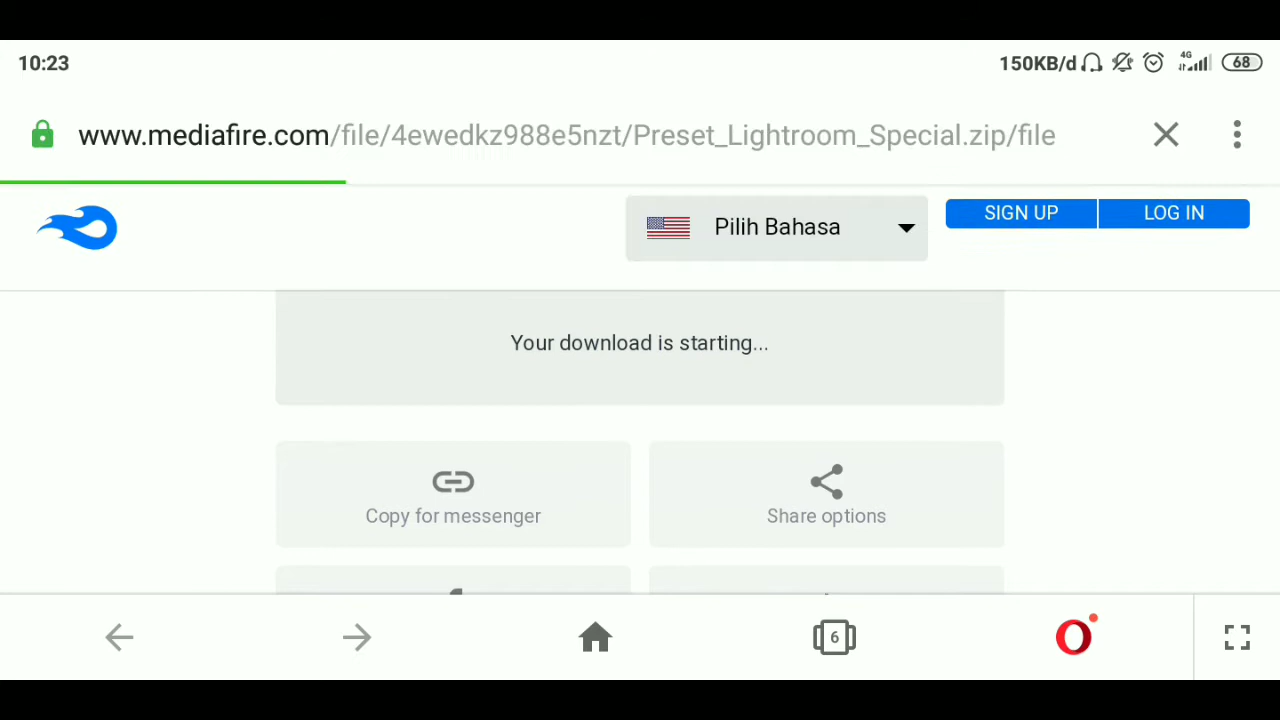 10:23
150KB/d
4G
68
www.mediafire.com/file/4ewedkz988e5nzt/Preset_Lightroom_Special.zip/file
Pilih Bahasa
SIGN UP
LOG IN
Your download is starting...
Copy for messenger
Share options
6